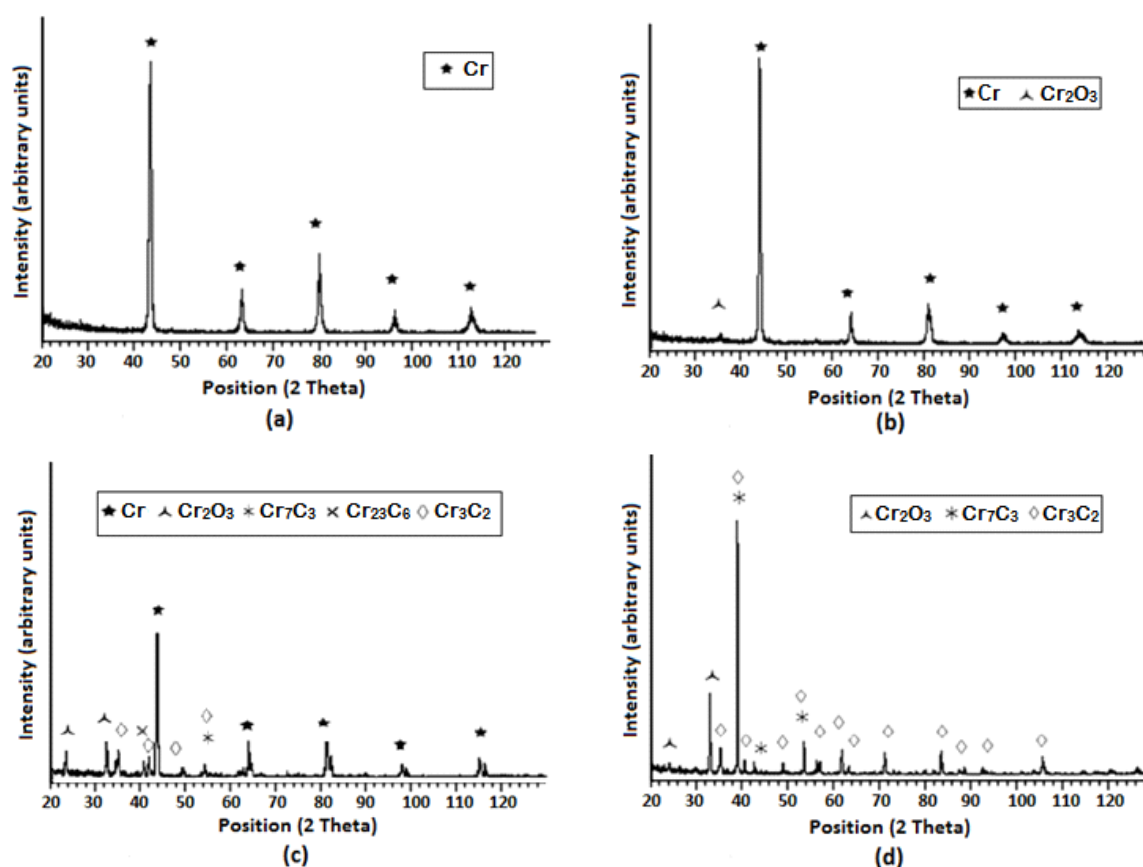 Intensity (arbitrary units)
★ Cr
20 30 40 50 60 70 80 90 100 110 120
Position (2 Theta)
(a)
Intensity (arbitrary units)
★ Cr ⅄ Cr₂O₃
20 30 40 50 60 70 80 90 100 110 120
Position (2 Theta)
(b)
Intensity (arbitrary units)
★ Cr ⅄ Cr₂O₃ ✳ Cr₇C₃ ✕ Cr₂₃C₆ ◇ Cr₃C₂
20 30 40 50 60 70 80 90 100 110 120 130
Position (2 Theta)
(c)
Intensity (arbitrary units)
⅄ Cr₂O₃ ✳ Cr₇C₃ ◇ Cr₃C₂
20 30 40 50 60 70 80 90 100 110 120
Position (2 Theta)
(d)